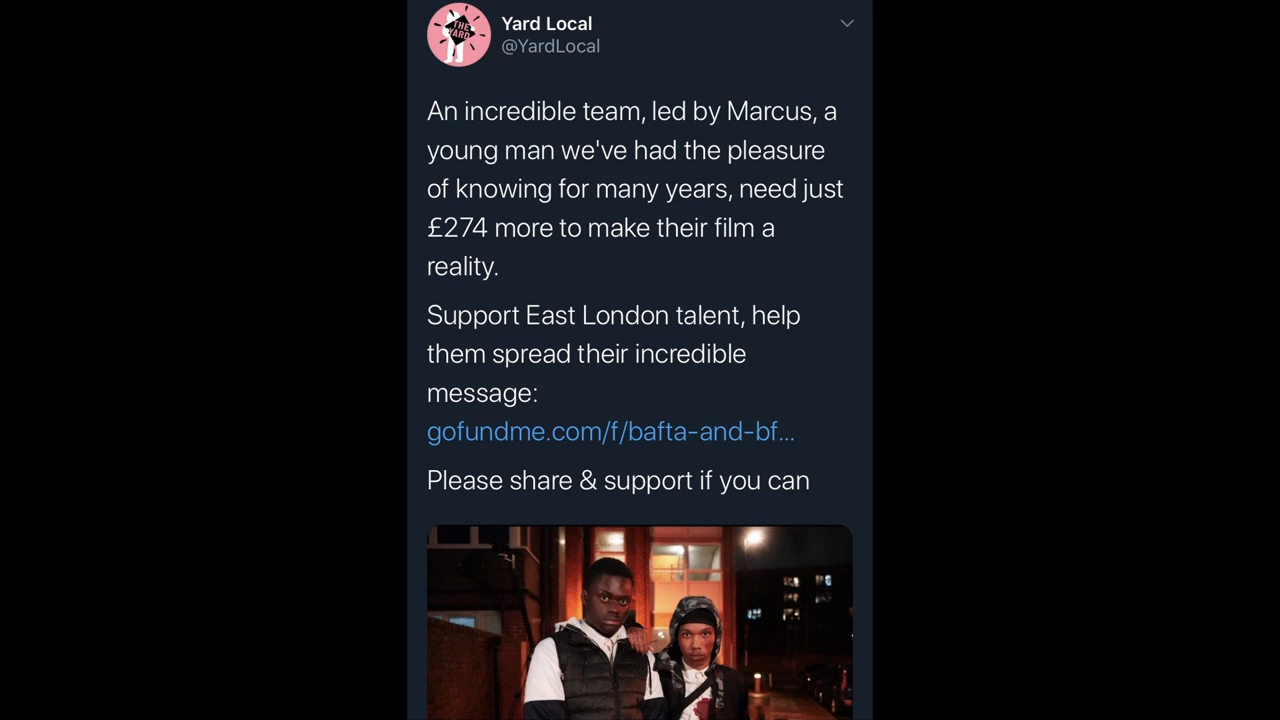 THE
YARD
Yard Local
@YardLocal
An incredible team, led by Marcus, a
young man we've had the pleasure
of knowing for many years, need just
£274 more to make their film a
reality.
Support East London talent, help
them spread their incredible
message:
gofundme.com/f/bafta-and-bf...
Please share & support if you can